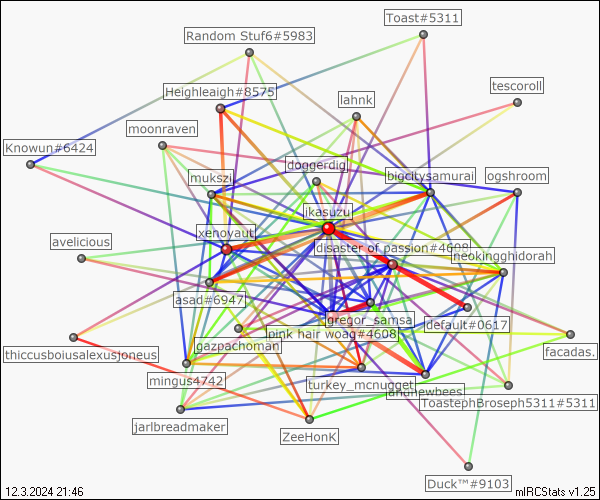 Toast#5311
Random Stuf6#5983
tescoroll
Heighleaigh#8575
lahnk
moonraven
Knowun#6424
doggerdig
bigcitysamurai
ogshroom
mukszi
ikasuzu
xenoyaut
avelicious
disaster of passion#4608
neokingghidorah
asad#6947
gregor_samsa
default#0617
pink hair woag#4608
gazpachoman
facadas.
thiccusboiusalexusjoneus
mingus4742
turkey_mcnugget
andrewbees
ToastephBroseph5311#5311
jarlbreadmaker
ZeeHonK
Duck™#9103
12.3.2024 21:46
mIRCStats v1.25